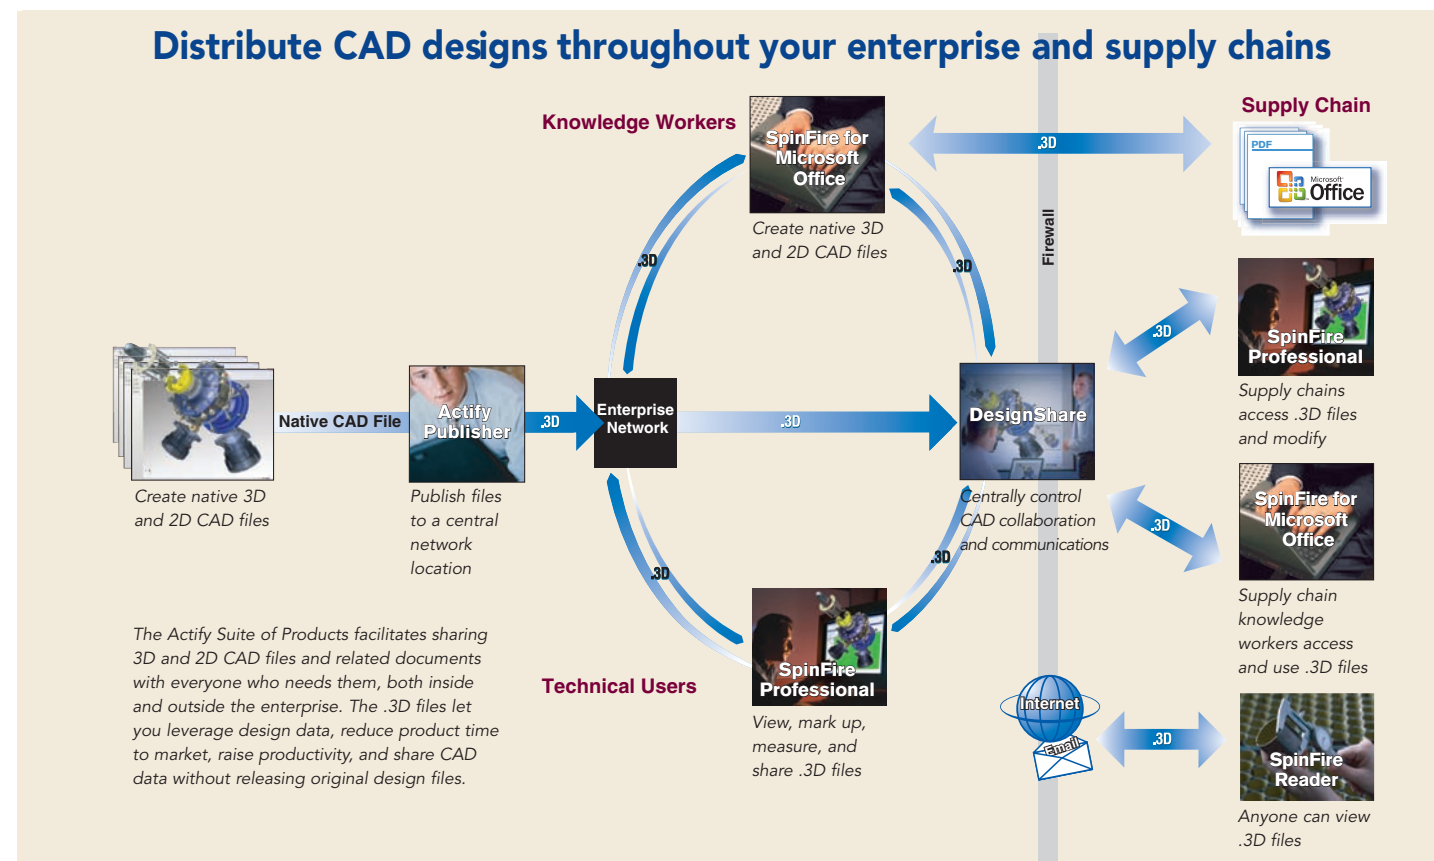 Distribute CAD designs throughout your enterprise and supply chains
Knowledge Workers
SpinFire for
Microsoft
Office
Create native 3D
and 2D CAD files
.3D
Supply Chain
PDF
Microsoft
Office
Firewall
.3D
.3D
.3D
SpinFire
Professional
Supply chains
access .3D files
and modify
Native CAD File
Create native 3D
and 2D CAD files
Actify
Publisher
Publish files
to a central
network
location
.3D
Enterprise
Network
.3D
DesignShare
Centrally control
CAD collaboration
and communications
.3D
SpinFire for
Microsoft
Office
Supply chain
knowledge
workers access
and use .3D files
.3D
.3D
The Actify Suite of Products facilitates sharing
3D and 2D CAD files and related documents
with everyone who needs them, both inside
and outside the enterprise. The .3D files let
you leverage design data, reduce product time
to market, raise productivity, and share CAD
data without releasing original design files.
Technical Users
SpinFire
Professional
View, mark up,
measure, and
share .3D files
Internet
Email
.3D
SpinFire
Reader
Anyone can view
.3D files